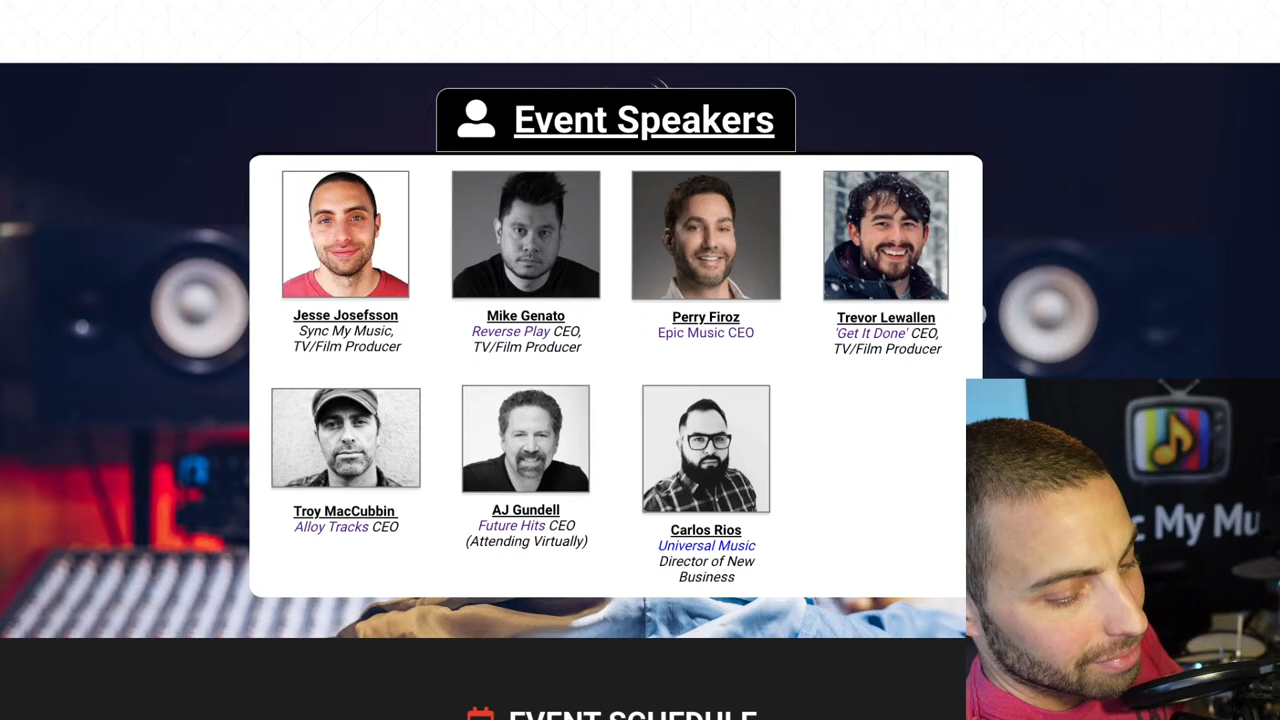 Event Speakers
Jesse Josefsson
Sync My Music,
TV/Film Producer
Mike Genato
Reverse Play CEO,
TV/Film Producer
Perry Firoz
Epic Music CEO
Trevor Lewallen
'Get It Done' CEO,
TV/Film Producer
Troy MacCubbin
Alloy Tracks CEO
AJ Gundell
Future Hits CEO
(Attending Virtually)
Carlos Rios
Universal Music
Director of New
Business
My
EVENT SCHEDULE